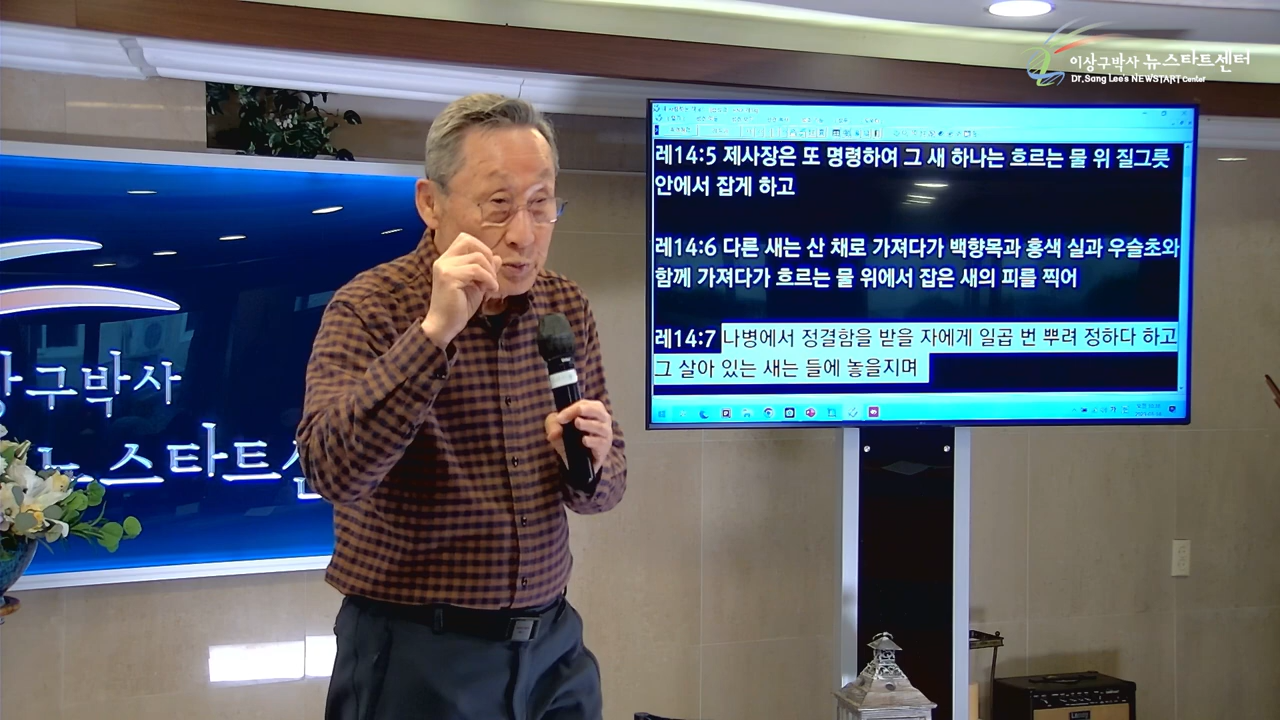 이상구박사 뉴스타트센터
Dr. Sang Lee's NEWSTART Center
레14:5 제사장은 또 명령하여 그 새 하나는 흐르는 물 위 질그릇
안에서 잡게 하고
레14:6 다른 새는 산 채로 가져다가 백향목과 홍색 실과 우슬초와
함께 가져다가 흐르는 물 위에서 잡은 새의 피를 찍어
레14:7 나병에서 정결함을 받을 자에게 일곱 번 뿌려 정하다 하고
그 살아 있는 새는 들에 놓을지며
상구박사
뉴스타트센
Laney